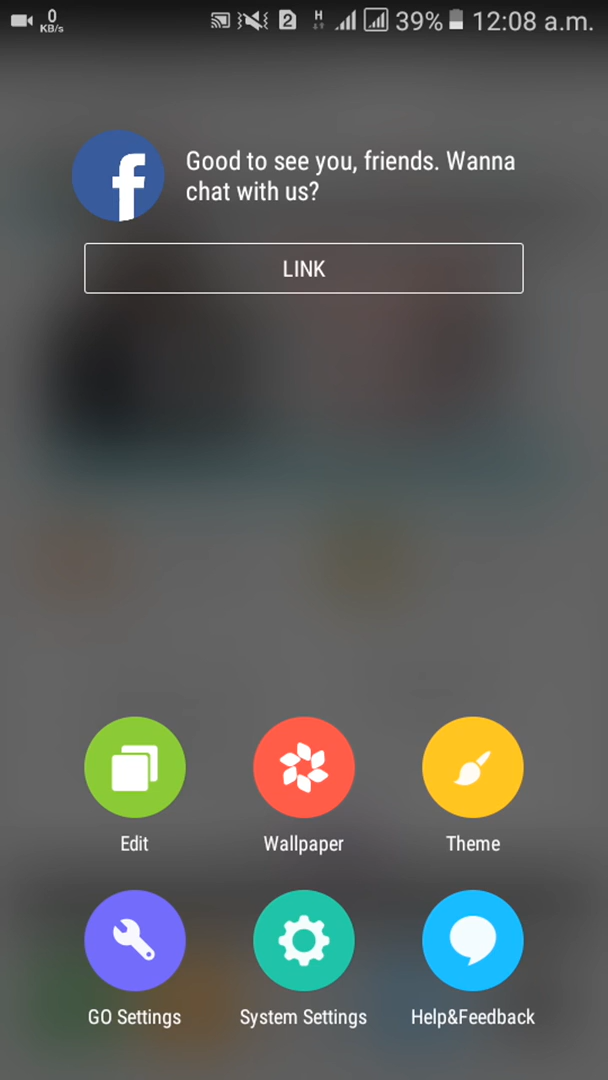 0
KB/s
2 H 39% 12:08 a.m.
Good to see you, friends. Wanna
chat with us?
LINK
Edit Wallpaper Theme
GO Settings System Settings Help&Feedback